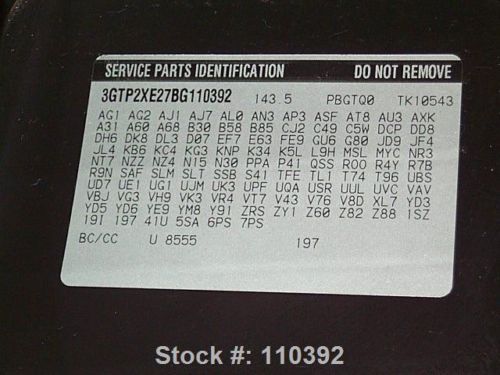 SERVICE PARTS IDENTIFICATION DO NOT REMOVE
3GTP2XE27BG110392 143.5 PBGTQ0 TK10543
AG1 AG2 AJ1 AJ7 AL0 AN3 AP3 ASF AT8 AU3 AXK
A31 A60 A68 B30 B58 B85 CJ2 C49 C5W DCP DD8
DH6 DK8 DL3 D07 EF7 E63 FE9 GU6 G80 JD9 JF4
JL4 KB6 KC4 KG3 KNP K34 K5L L9H MSL MYC NR3
NT7 NZZ NZ4 N15 N30 PPA P41 QSS R00 R4Y R7B
R9N SAF SLM SLT SSB S41 TFE TL1 T74 T96 UBS
UD7 UE1 UG1 UJM UK3 UPF UQA USR UUL UVC VAV
VBJ VG3 VH9 VK3 VR4 VT7 V43 V76 V8D XL7 YD3
YD5 YD6 YE9 YM8 Y91 ZRS ZY1 Z60 Z82 Z88 1SZ
19I 197 41U 5SA 6PS 7PS
BC/CC U 8555 197
Stock #: 110392